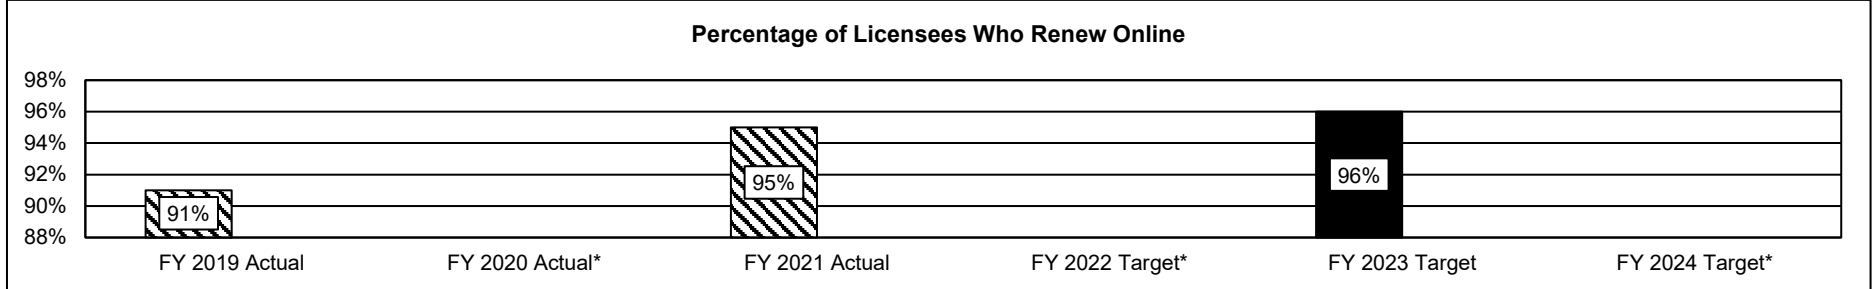 Percentage of Licensees Who Renew Online
98%
96%
94%
92%
90%
88%
91%
95%
96%
FY 2019 Actual
FY 2020 Actual*
FY 2021 Actual
FY 2022 Target*
FY 2023 Target
FY 2024 Target*